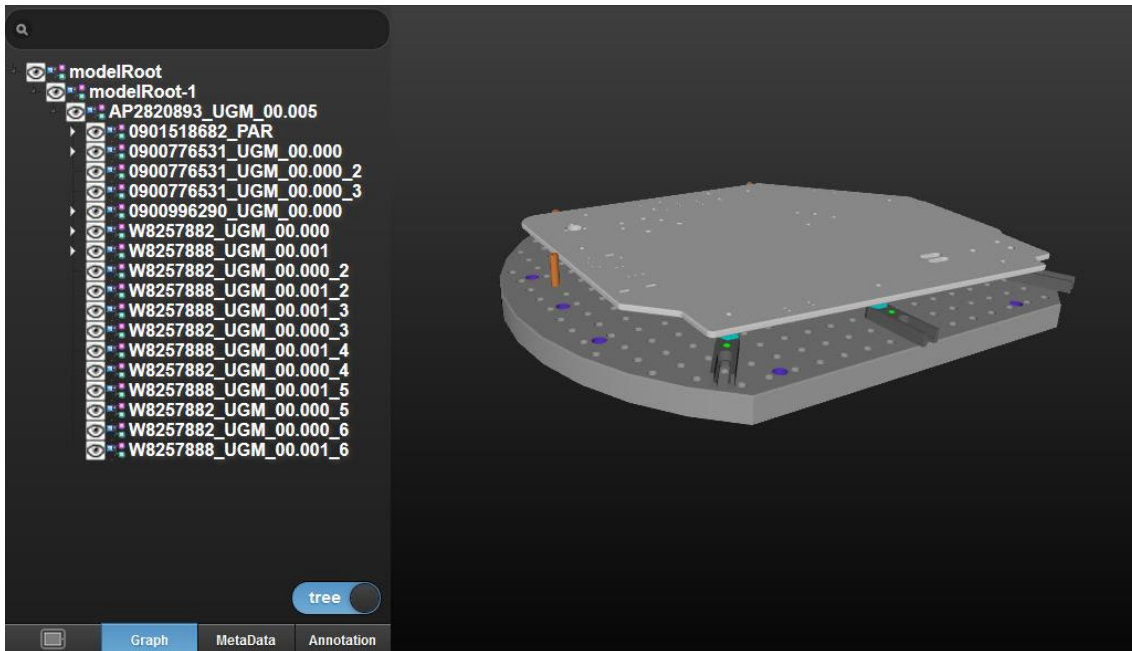 modelRoot
modelRoot-1
AP2820893_UGM_00.005
0901518682_PAR
0900776531_UGM_00.000
0900776531_UGM_00.000_2
0900776531_UGM_00.000_3
0900996290_UGM_00.000
W8257882_UGM_00.000
W8257888_UGM_00.001
W8257882_UGM_00.000_2
W8257888_UGM_00.001_2
W8257888_UGM_00.001_3
W8257882_UGM_00.000_3
W8257888_UGM_00.001_4
W8257882_UGM_00.000_4
W8257888_UGM_00.001_5
W8257882_UGM_00.000_5
W8257882_UGM_00.000_6
W8257888_UGM_00.001_6
tree
Graph MetaData Annotation